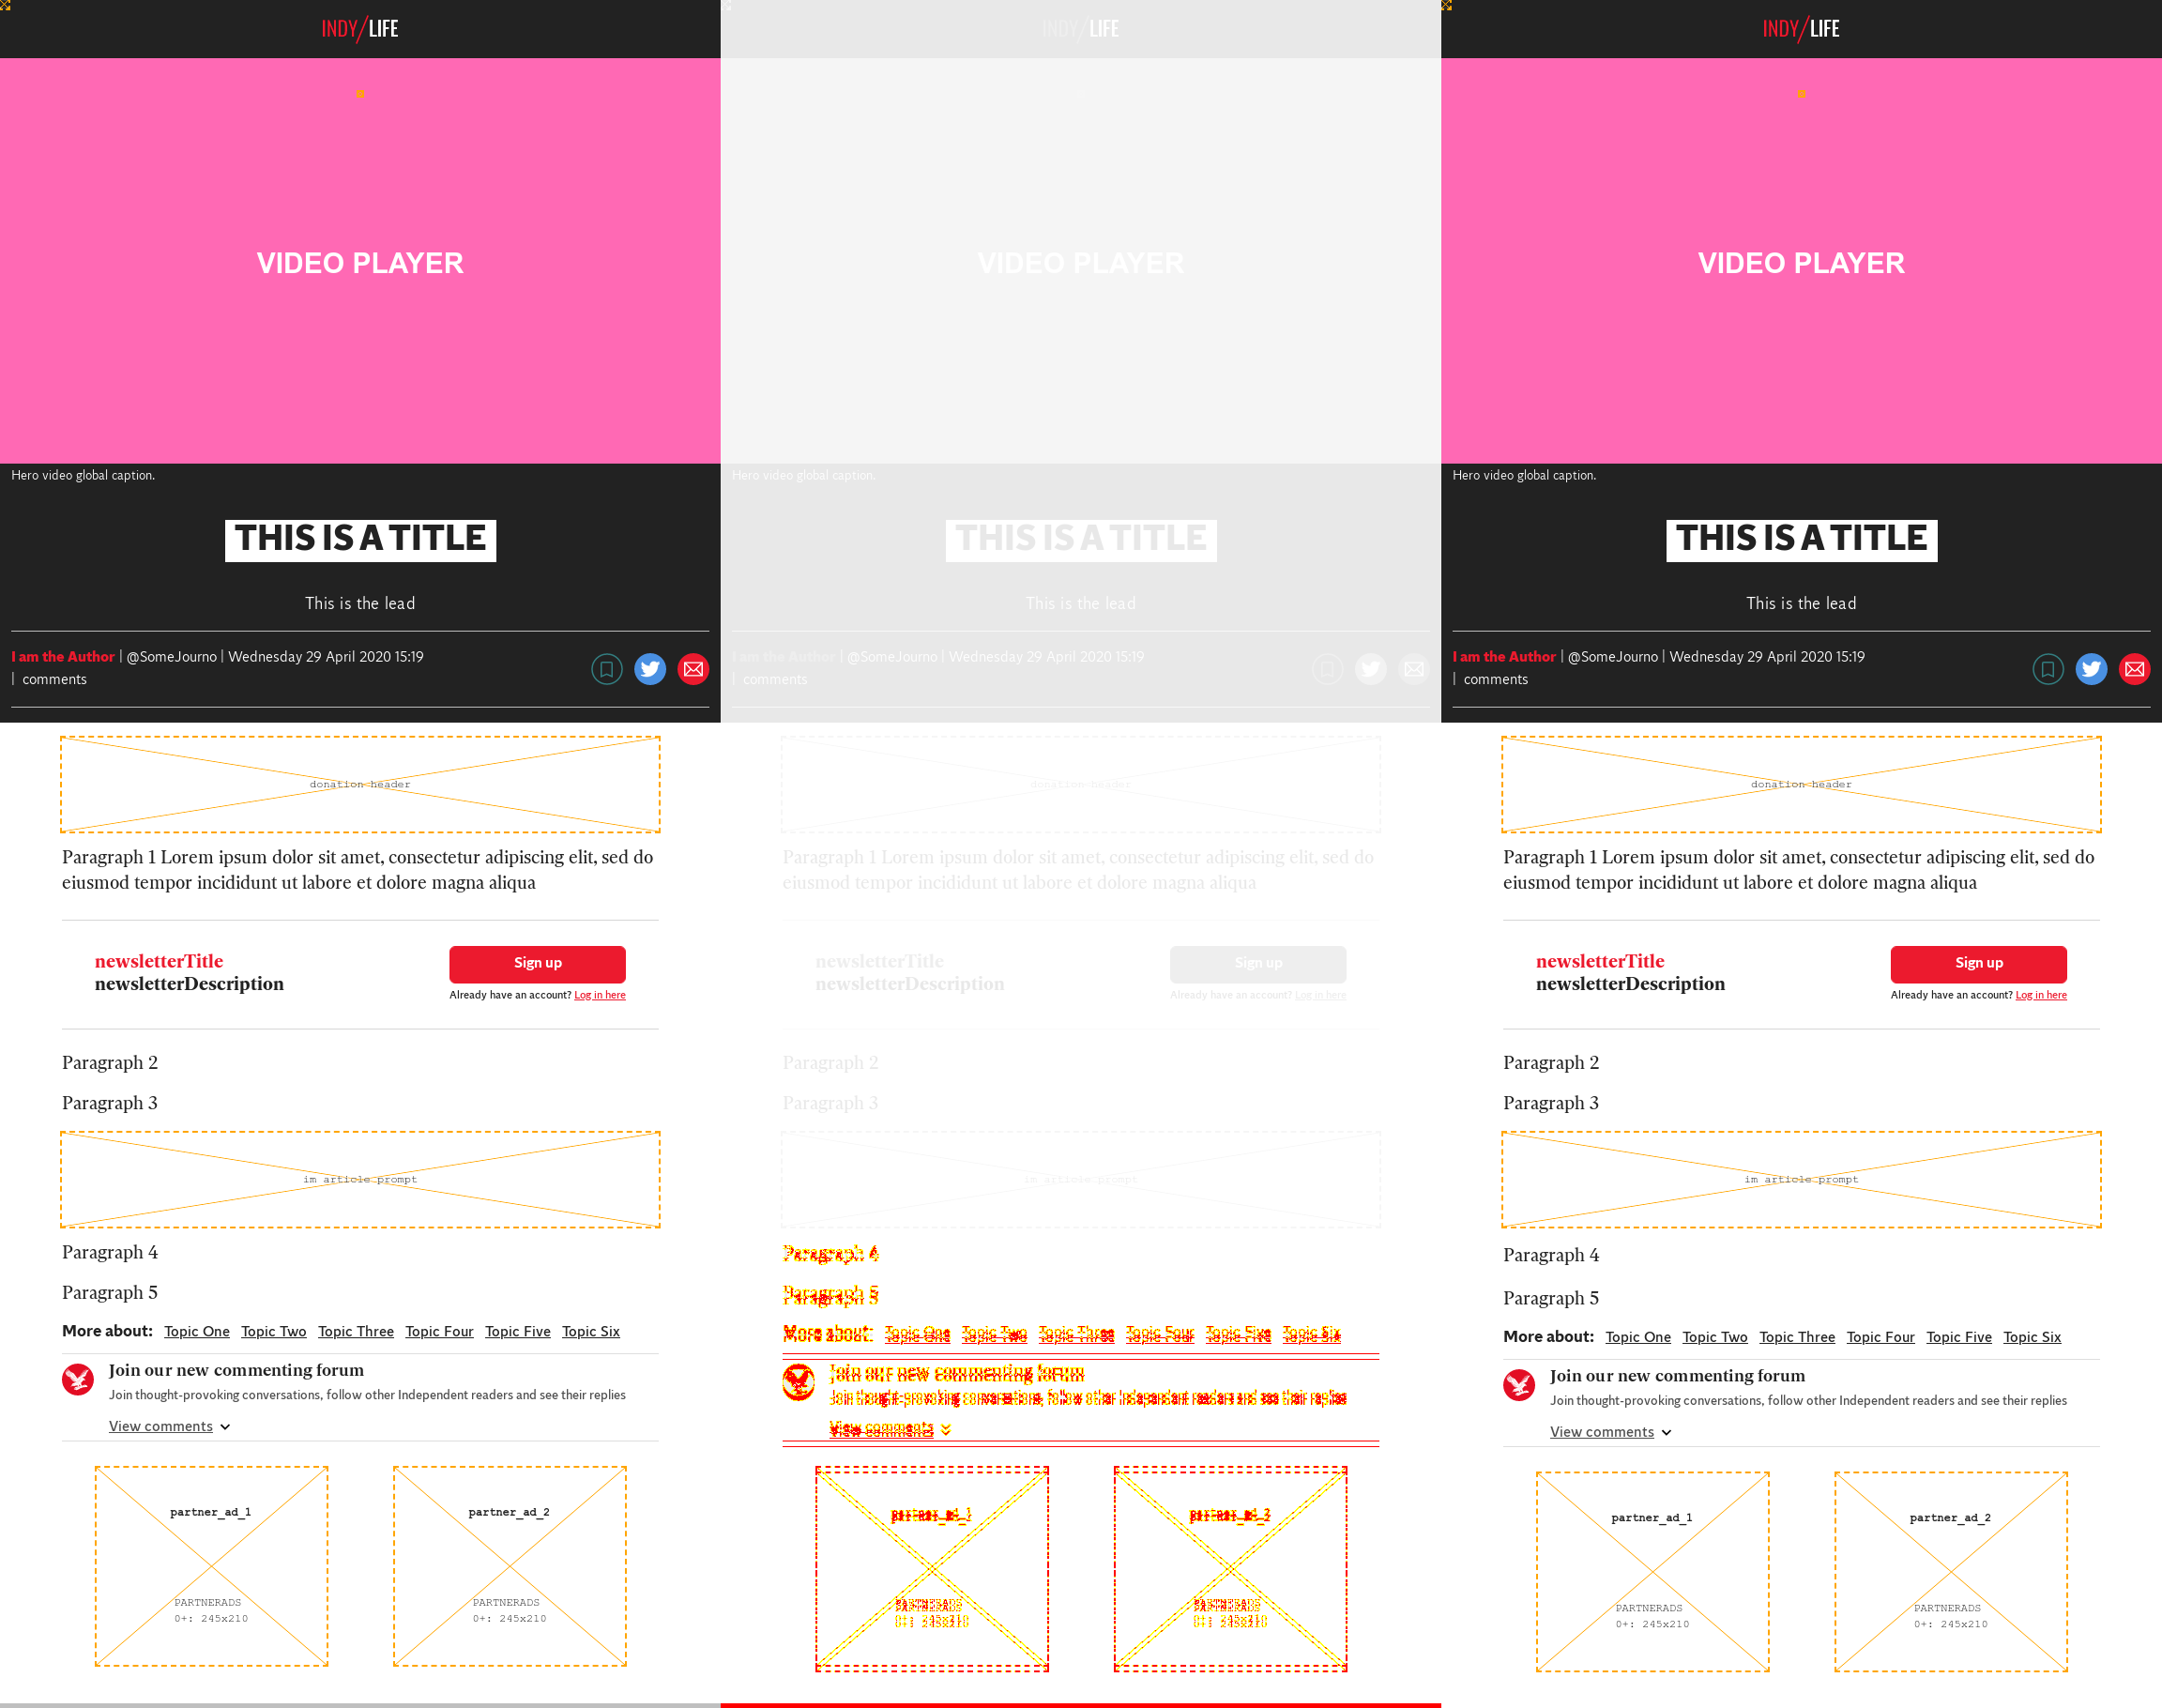 INDY/LIFE
VIDEO PLAYER
Hero video global caption.
THIS IS A TITLE
This is the lead
I am the Author | @SomeJourno | Wednesday 29 April 2020 15:19
| comments
donation header
Paragraph 1 Lorem ipsum dolor sit amet, consectetur adipiscing elit, sed do
eiusmod tempor incididunt ut labore et dolore magna aliqua
newsletterTitle
newsletterDescription
Sign up
Already have an account? Log in here
Paragraph 2
Paragraph 3
im article prompt
Paragraph 4
Paragraph 5
More about: Topic One Topic Two Topic Three Topic Four Topic Five Topic Six
Join our new commenting forum
Join thought-provoking conversations, follow other Independent readers and see their replies
View comments
partner_ad_1
PARTNERADS
0+: 245x210
partner_ad_2
PARTNERADS
0+: 245x210
INDY/LIFE
VIDEO PLAYER
Hero video global caption.
THIS IS A TITLE
This is the lead
I am the Author | @SomeJourno | Wednesday 29 April 2020 15:19
| comments
donation header
Paragraph 1 Lorem ipsum dolor sit amet, consectetur adipiscing elit, sed do
eiusmod tempor incididunt ut labore et dolore magna aliqua
newsletterTitle
newsletterDescription
Sign up
Already have an account? Log in here
Paragraph 2
Paragraph 3
im article prompt
Paragraph 4
Paragraph 5
More about: Topic One Topic Two Topic Three Topic Four Topic Five Topic Six
Join our new commenting forum
Join thought-provoking conversations, follow other Independent readers and see their replies
View comments
partner_ad_1
PARTNERADS
0+: 245x210
partner_ad_2
PARTNERADS
0+: 245x210
INDY/LIFE
VIDEO PLAYER
Hero video global caption.
THIS IS A TITLE
This is the lead
I am the Author | @SomeJourno | Wednesday 29 April 2020 15:19
| comments
donation header
Paragraph 1 Lorem ipsum dolor sit amet, consectetur adipiscing elit, sed do
eiusmod tempor incididunt ut labore et dolore magna aliqua
newsletterTitle
newsletterDescription
Sign up
Already have an account? Log in here
Paragraph 2
Paragraph 3
im article prompt
Paragraph 4
Paragraph 5
More about: Topic One Topic Two Topic Three Topic Four Topic Five Topic Six
Join our new commenting forum
Join thought-provoking conversations, follow other Independent readers and see their replies
View comments
partner_ad_1
PARTNERADS
0+: 245x210
partner_ad_2
PARTNERADS
0+: 245x210